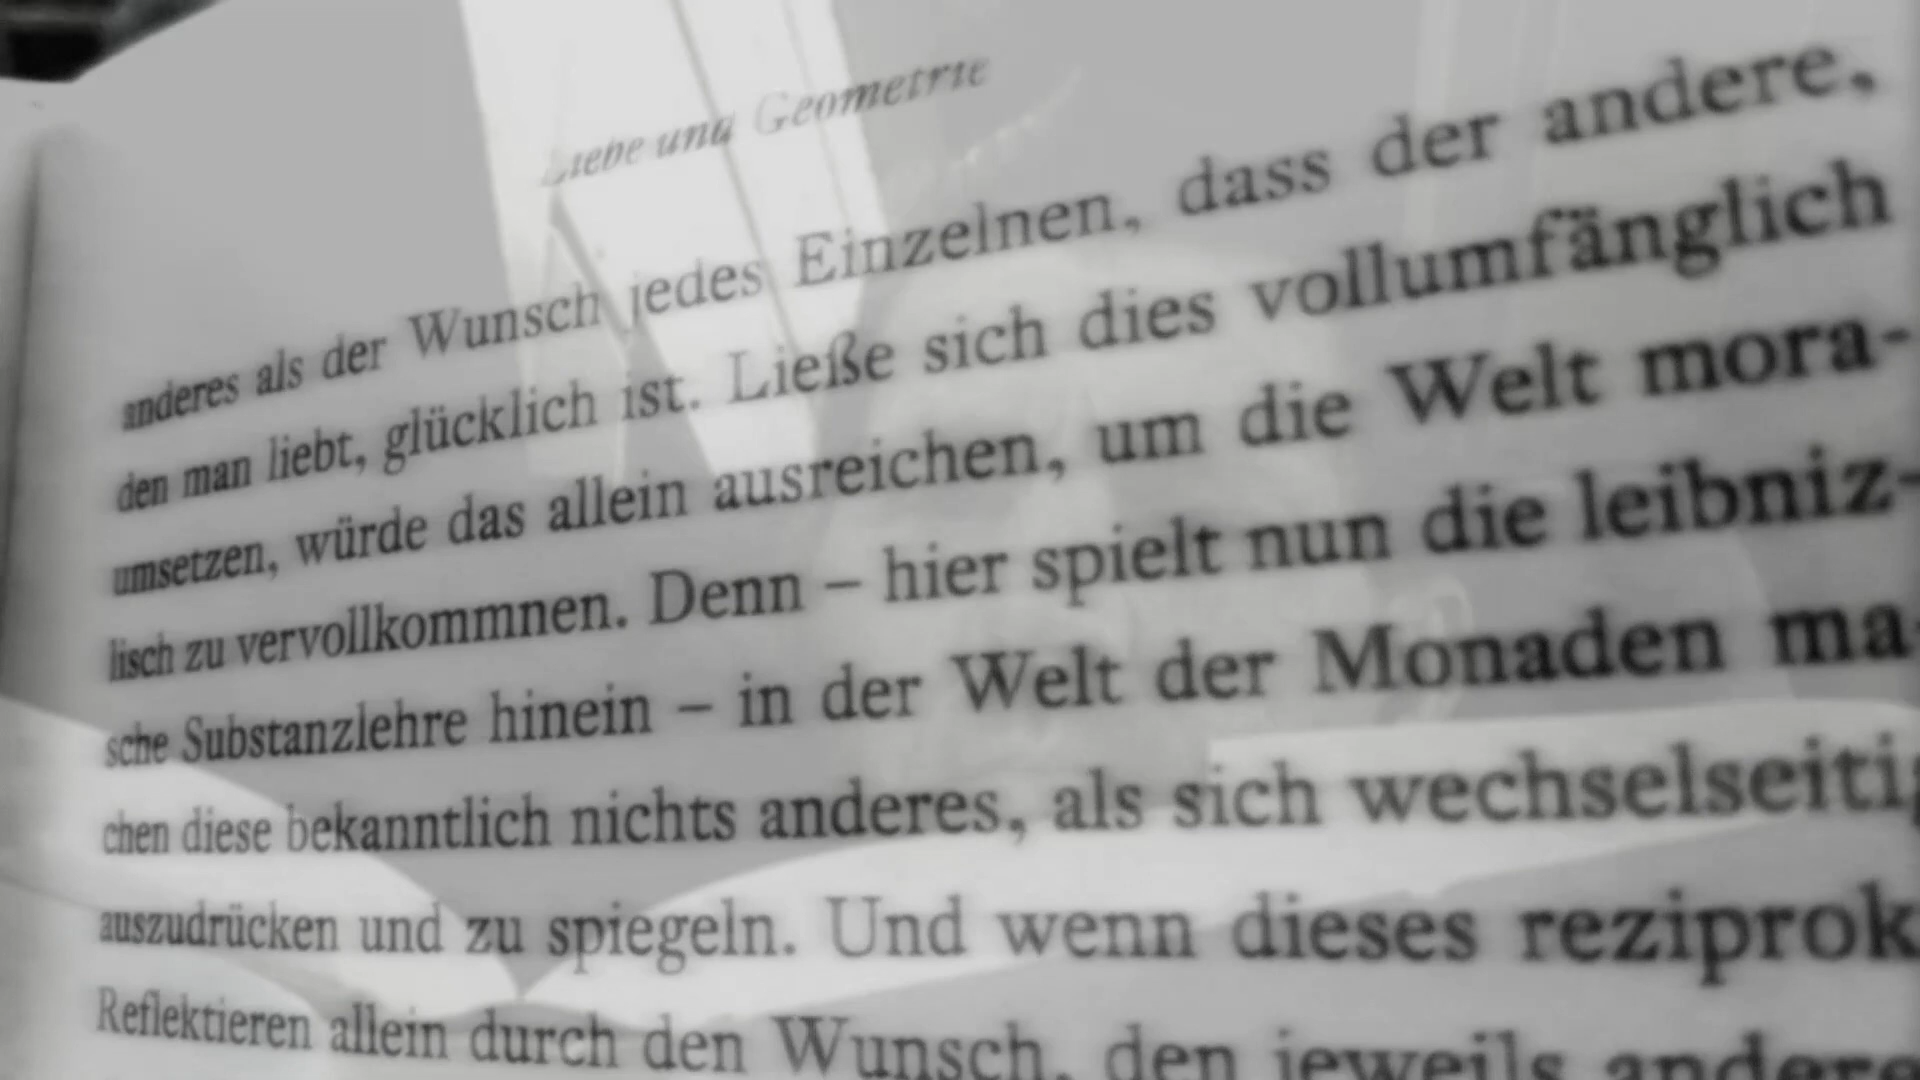 Liebe und Geometrie
anderes als der Wunsch jedes Einzelnen, dass der andere,
den man liebt, glücklich ist. Ließe sich dies vollumfänglich
umsetzen, würde das allein ausreichen, um die Welt mora-
lisch zu vervollkommnen. Denn – hier spielt nun die leibniz-
sche Substanzlehre hinein – in der Welt der Monaden ma-
chen diese bekanntlich nichts anderes, als sich wechselseitig
auszudrücken und zu spiegeln. Und wenn dieses reziprok
Reflektieren allein durch den Wunsch, den jeweils andere